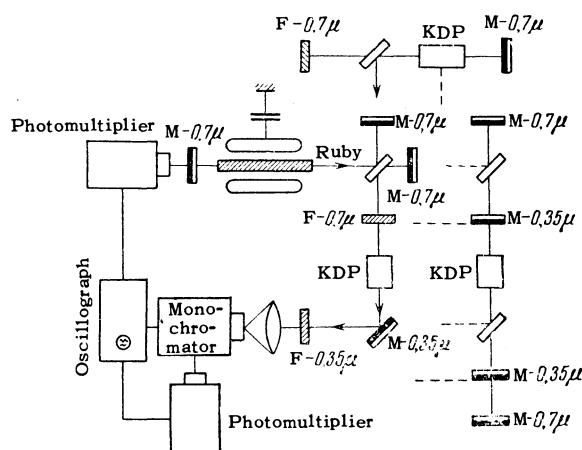 F-0,7μ
KDP
M-0,7μ
Photomultiplier
M-0,7μ
M-0,7μ
M-0,7μ
Ruby
M-0,7μ
F-0,7μ
M-0,35μ
KDP
KDP
Oscillograph
Mono-
chro-
mator
F-0,35μ
M-0,35μ
M-0,35μ
M-0,7μ
Photomultiplier